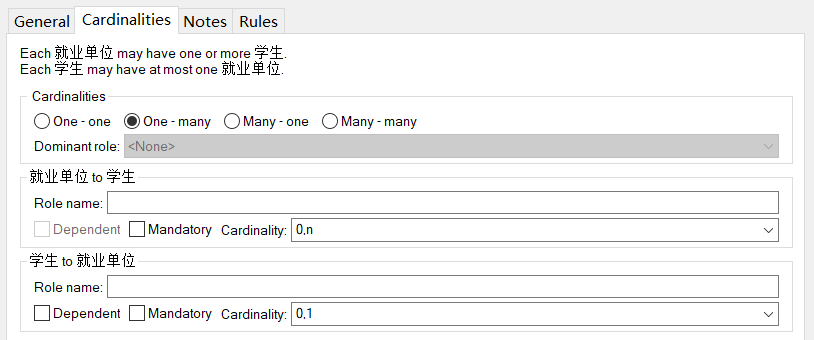 General Cardinalities Notes Rules
Each 就业单位 may have one or more 学生.
Each 学生 may have at most one 就业单位.
Cardinalities
One - one One - many Many - one Many - many
Dominant role: <None>
就业单位 to 学生
Role name:
Dependent Mandatory Cardinality: 0,n
学生 to 就业单位
Role name:
Dependent Mandatory Cardinality: 0,1